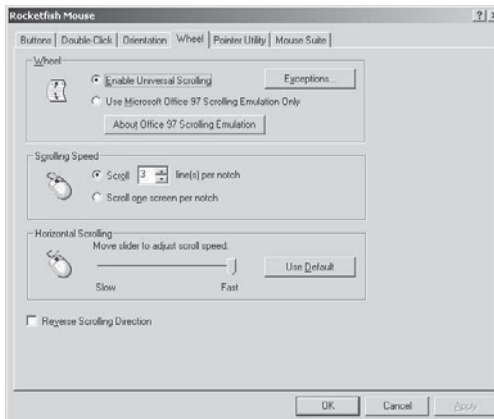 Rocketfish Mouse
Buttons Double-Click Orientation Wheel Pointer Utility Mouse Suite
Wheel
Enable Universal Scrolling
Exceptions...
Use Microsoft Office 97 Scrolling Emulation Only
About Office 97 Scrolling Emulation
Scrolling Speed
Scroll 3 line(s) per notch
Scroll one screen per notch
Horizontal Scrolling
Move slider to adjust scroll speed.
Use Default
Slow Fast
Reverse Scrolling Direction
OK Cancel Apply